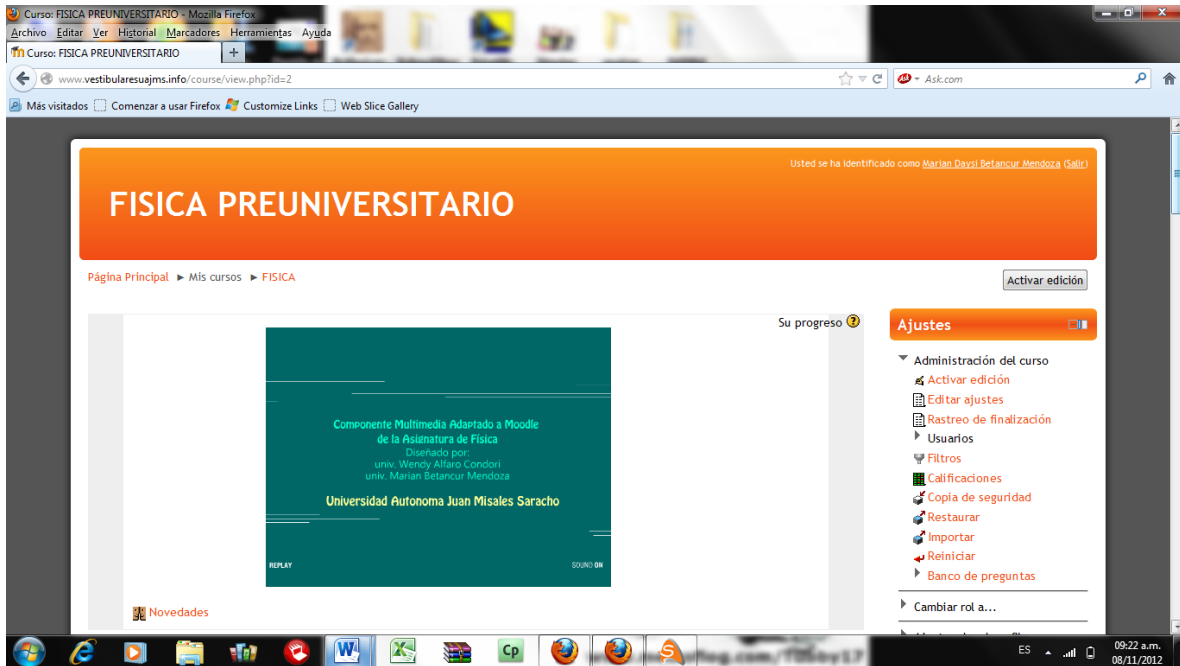 Curso: FISICA PREUNIVERSITARIO - Mozilla Firefox
Archivo Editar Ver Historial Marcadores Herramientas Ayuda
Curso: FISICA PREUNIVERSITARIO
www.vestibularesuajms.info/course/view.php?id=2
Ask.com
Más visitados Comenzar a usar Firefox Customize Links Web Slice Gallery
Usted se ha identificado como Marian Daysi Betancur Mendoza (Salir)
FISICA PREUNIVERSITARIO
Página Principal ► Mis cursos ► FISICA
Activar edición
Su progreso
Componente Multimedia Adaptado a Moodle
de la Asignatura de Física
Diseñado por:
univ. Wendy Alfaro Condori
univ. Marian Betancur Mendoza
Universidad Autonoma Juan Misales Saracho
REPLAY
SOUND ON
Novedades
Ajustes
Administración del curso
Activar edición
Editar ajustes
Rastreo de finalización
Usuarios
Filtros
Calificaciones
Copia de seguridad
Restaurar
Importar
Reiniciar
Banco de preguntas
Cambiar rol a...
Cp
ES
09:22 a.m.
08/11/2012